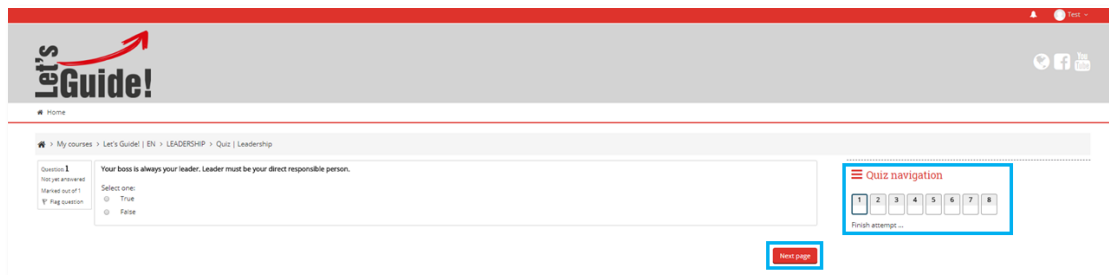 Test
Let's
Guide!
You
Tube
Home
My courses > Let's Guide! | EN > LEADERSHIP > Quiz | Leadership
Question 1
Not yet answered
Marked out of 1
Flag question
Your boss is always your leader. Leader must be your direct responsible person.
Select one:
True
False
Next page
Quiz navigation
1 2 3 4 5 6 7 8
Finish attempt ...